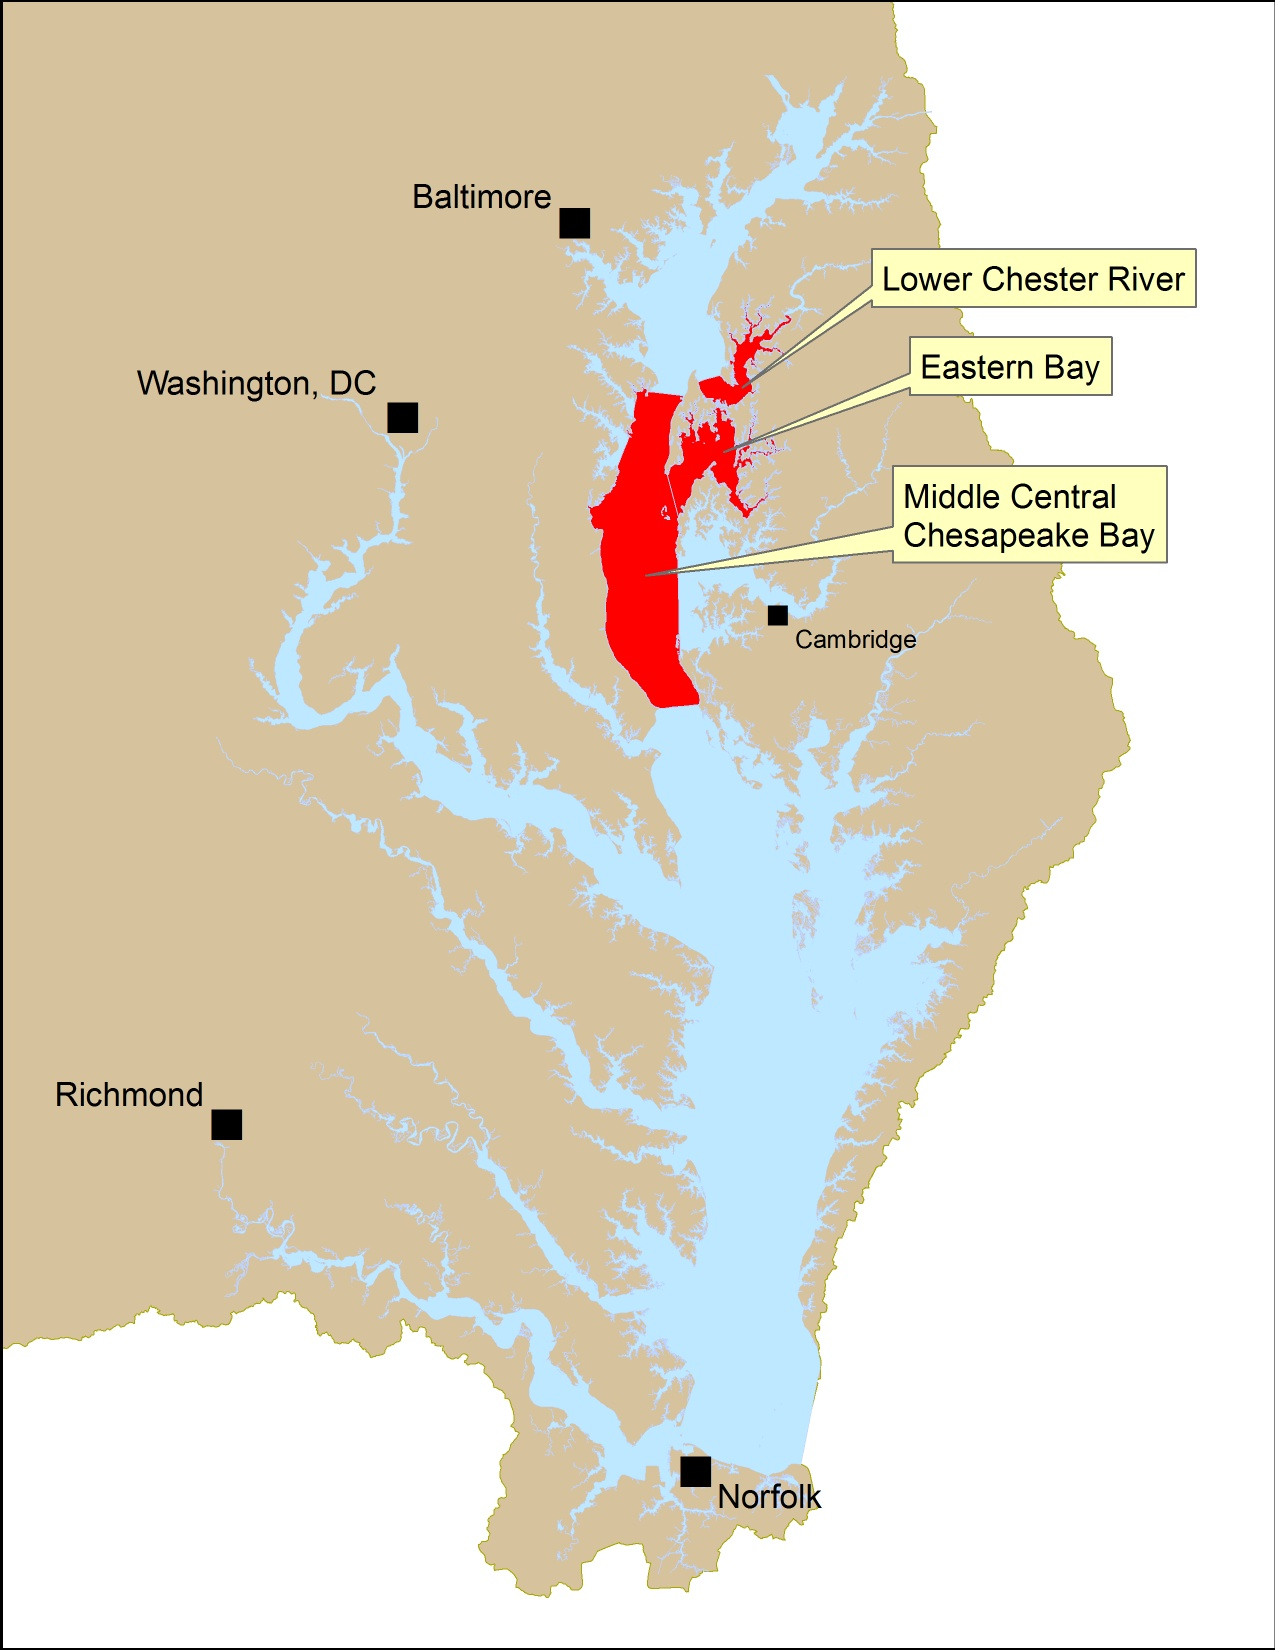 Baltimore
Lower Chester River
Eastern Bay
Washington, DC
Middle Central
Chesapeake Bay
Cambridge
Richmond
Norfolk